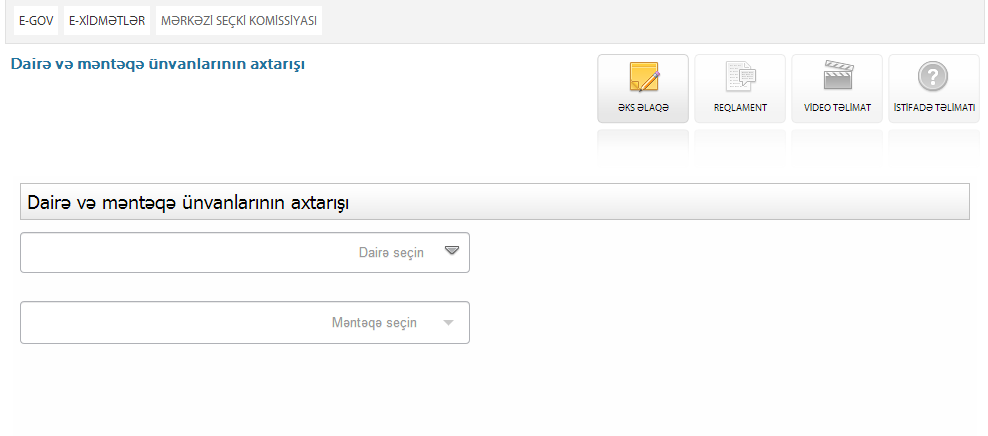 E-GOV E-XİDMƏTLƏR MƏRKƏZİ SEÇKİ KOMİSSİYASI
Dairə və məntəqə ünvanlarının axtarışı
ƏKS ƏLAQƏ REQLAMENT VİDEO TƏLİMAT İSTİFADƏ TƏLİMATI
Dairə və məntəqə ünvanlarının axtarışı
Dairə seçin
Məntəqə seçin